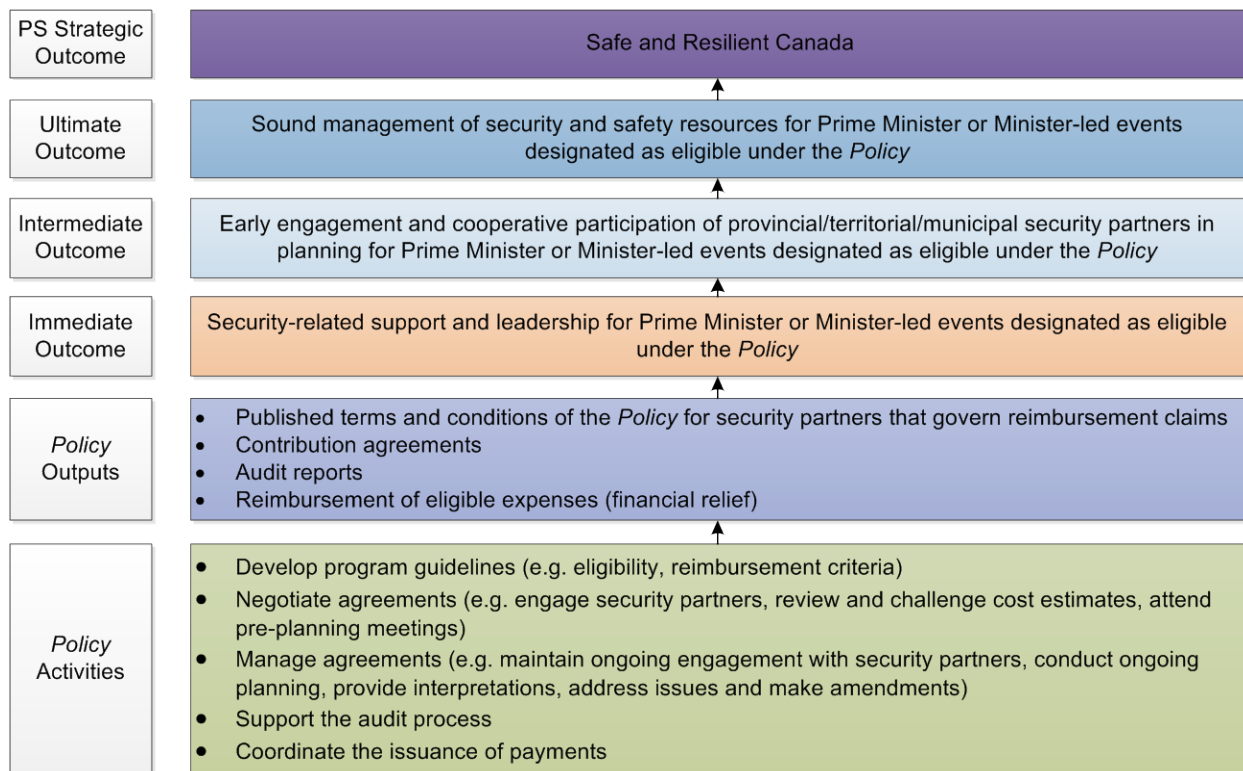 PS Strategic
Outcome
Safe and Resilient Canada
Ultimate
Outcome
Sound management of security and safety resources for Prime Minister or Minister-led events
designated as eligible under the Policy
Intermediate
Outcome
Early engagement and cooperative participation of provincial/territorial/municipal security partners in
planning for Prime Minister or Minister-led events designated as eligible under the Policy
Immediate
Outcome
Security-related support and leadership for Prime Minister or Minister-led events designated as eligible
under the Policy
Policy
Outputs
• Published terms and conditions of the Policy for security partners that govern reimbursement claims
• Contribution agreements
• Audit reports
• Reimbursement of eligible expenses (financial relief)
Policy
Activities
• Develop program guidelines (e.g. eligibility, reimbursement criteria)
• Negotiate agreements (e.g. engage security partners, review and challenge cost estimates, attend
pre-planning meetings)
• Manage agreements (e.g. maintain ongoing engagement with security partners, conduct ongoing
planning, provide interpretations, address issues and make amendments)
• Support the audit process
• Coordinate the issuance of payments